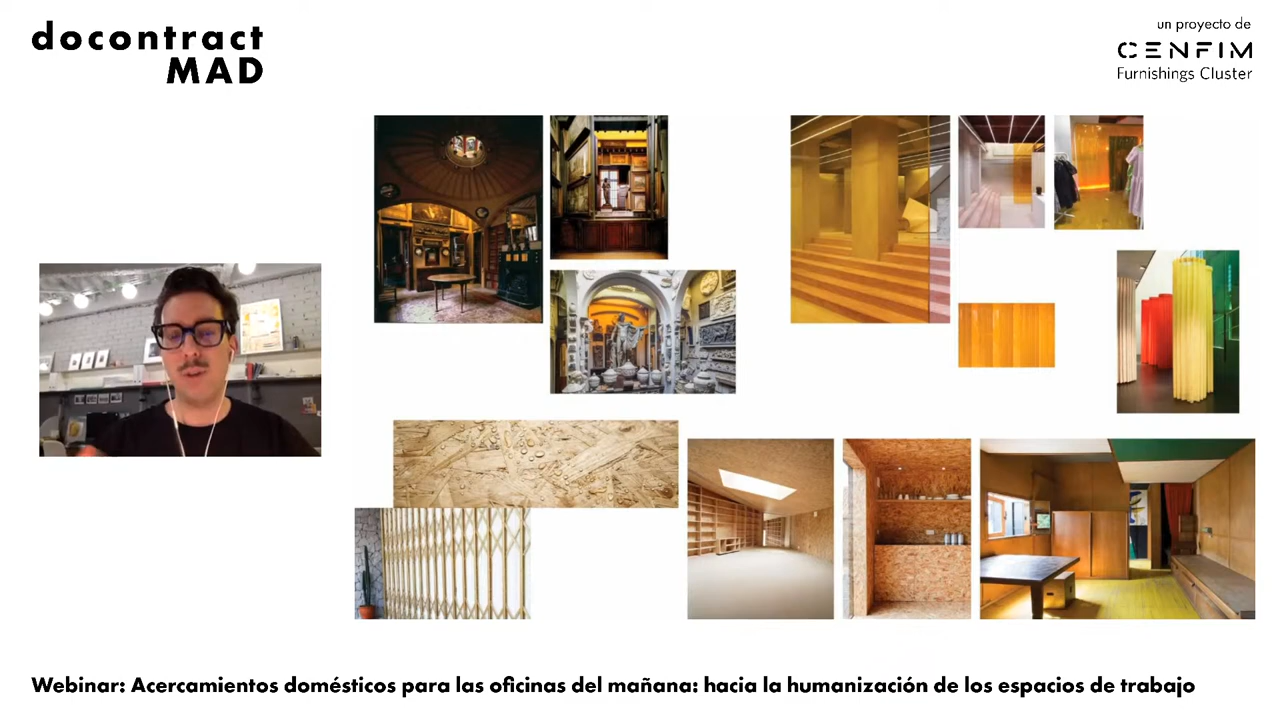 docontract
MAD
un proyecto de
CENFIM
Furnishings Cluster
Webinar: Acercamientos domésticos para las oficinas del mañana: hacia la humanización de los espacios de trabajo